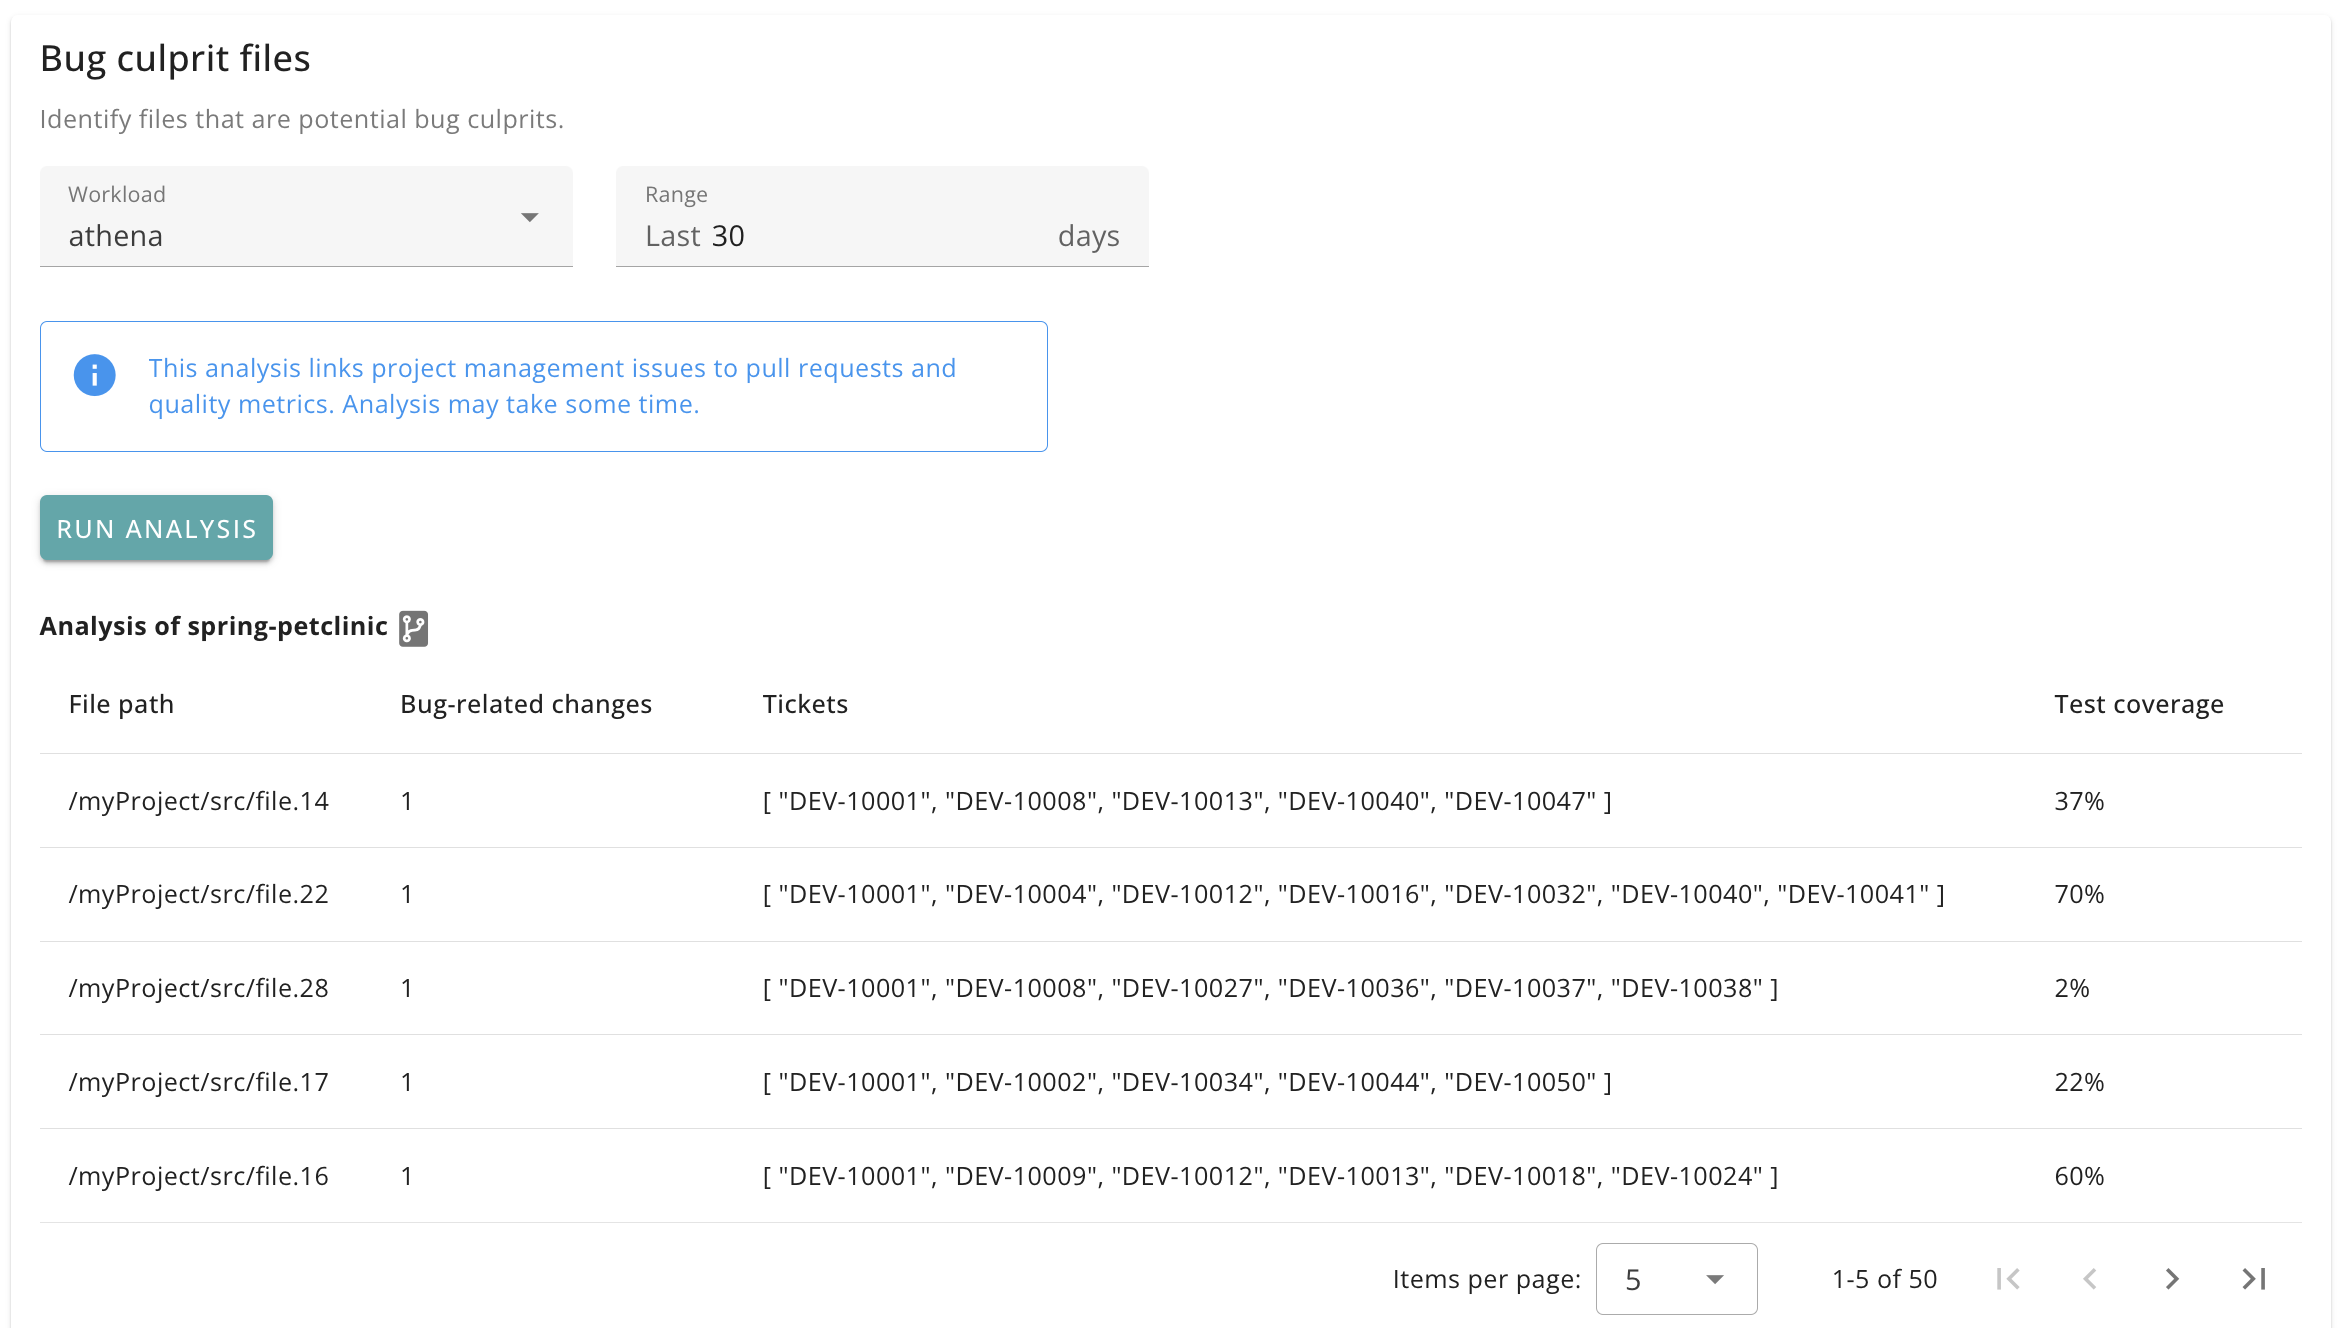 Bug culprit files
Identify files that are potential bug culprits.
Workload
athena
Range
Last 30 days
This analysis links project management issues to pull requests and
quality metrics. Analysis may take some time.
RUN ANALYSIS
Analysis of spring-petclinic
File path Bug-related changes Tickets Test coverage
/myProject/src/file.14 1 [ "DEV-10001", "DEV-10008", "DEV-10013", "DEV-10040", "DEV-10047" ] 37%
/myProject/src/file.22 1 [ "DEV-10001", "DEV-10004", "DEV-10012", "DEV-10016", "DEV-10032", "DEV-10040", "DEV-10041" ] 70%
/myProject/src/file.28 1 [ "DEV-10001", "DEV-10008", "DEV-10027", "DEV-10036", "DEV-10037", "DEV-10038" ] 2%
/myProject/src/file.17 1 [ "DEV-10001", "DEV-10002", "DEV-10034", "DEV-10044", "DEV-10050" ] 22%
/myProject/src/file.16 1 [ "DEV-10001", "DEV-10009", "DEV-10012", "DEV-10013", "DEV-10018", "DEV-10024" ] 60%
Items per page: 5 1-5 of 50